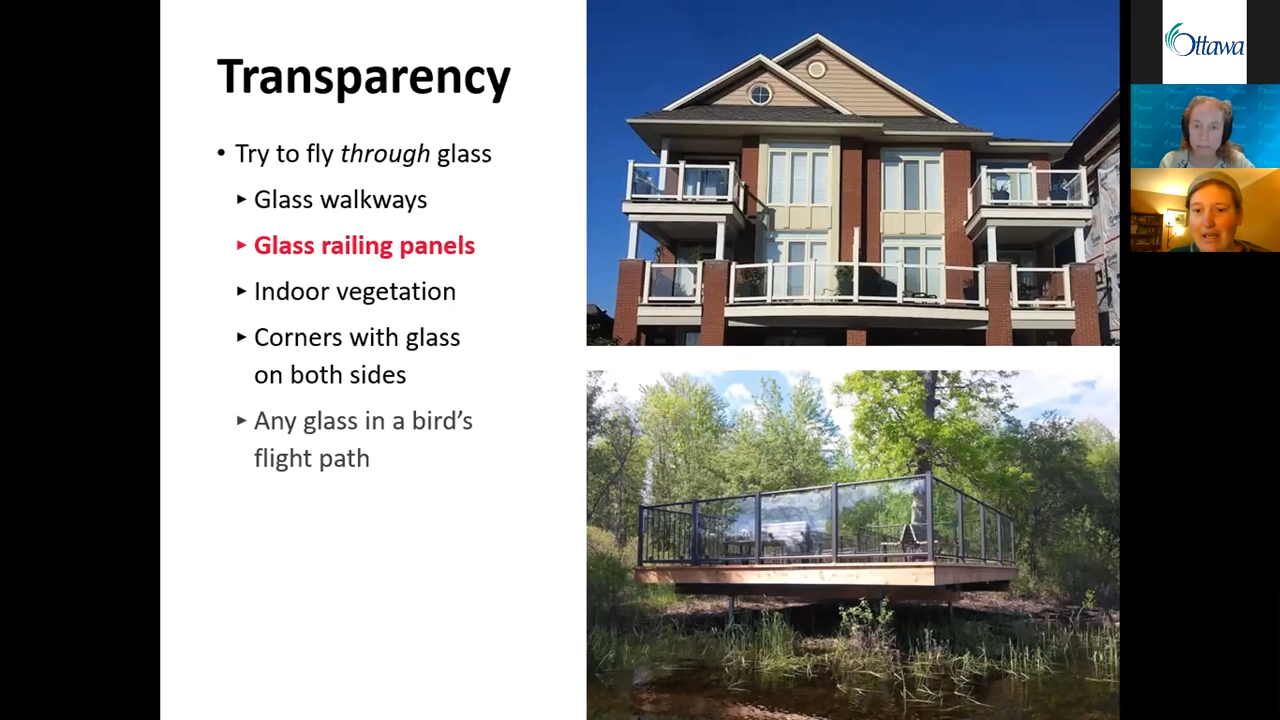 Transparency
• Try to fly through glass
▸ Glass walkways
▸ Glass railing panels
▸ Indoor vegetation
▸ Corners with glass
on both sides
▸ Any glass in a bird's
flight path
Ottawa